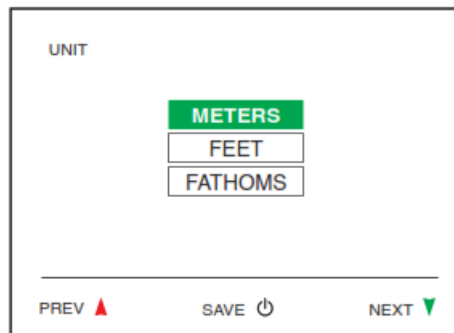 UNIT
METERS
FEET
FATHOMS
PREV SAVE NEXT